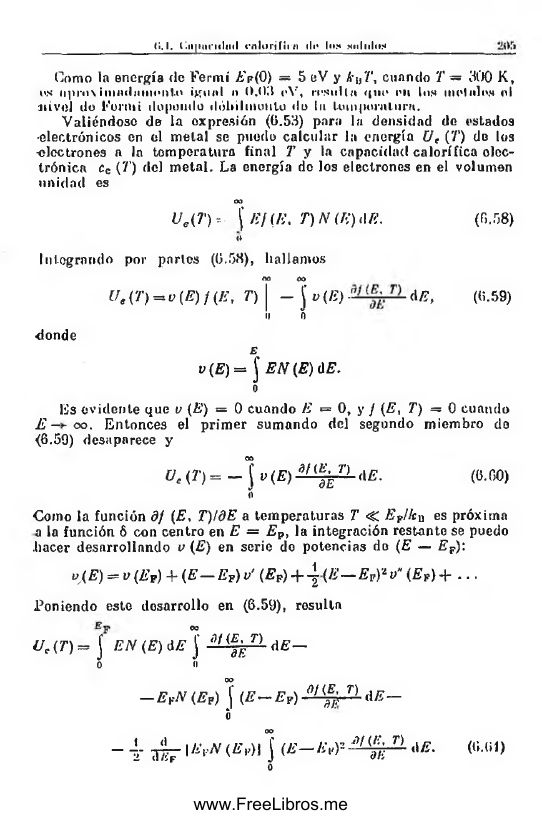 6.1. Capacidad calorífica de los sólidos 205
Como la energía de Fermi E_F(0) = 5 eV y k_BT, cuando T = 300 K,
es aproximadamente igual a 0,03 eV, resulta que en los metales el
nivel de Fermi depende débilmente de la temperatura.
Valiéndose de la expresión (6.53) para la densidad de estados
electrónicos en el metal se puede calcular la energía U_e (T) de los
electrones a la temperatura final T y la capacidad calorífica elec-
trónica c_e (T) del metal. La energía de los electrones en el volumen
unidad es
U_e(T) = ∫_0^∞ Ef (E, T) N (E) dE. (6.58)
Integrando por partes (6.58), hallamos
U_e (T) = v (E) f (E, T) |_0^∞ − ∫_0^∞ v (E) ∂f (E, T)/∂E dE, (6.59)
donde
v (E) = ∫_0^E EN (E) dE.
Es evidente que v (E) = 0 cuando E = 0, y f (E, T) = 0 cuando
E → ∞. Entonces el primer sumando del segundo miembro de
(6.59) desaparece y
U_e (T) = − ∫_0^∞ v (E) ∂f (E, T)/∂E dE. (6.60)
Como la función ∂f (E, T)/∂E a temperaturas T ≪ E_F/k_B es próxima
a la función δ con centro en E = E_F, la integración restante se puede
hacer desarrollando v (E) en serie de potencias de (E — E_F):
v (E) = v (E_F) + (E − E_F) v′ (E_F) + 1/2 (E − E_F)² v″ (E_F) + ...
Poniendo este desarrollo en (6.59), resulta
U_e (T) = ∫_0^{E_F} EN (E) dE ∫_0^∞ ∂f (E, T)/∂E dE —
— E_F N (E_F) ∫_0^∞ (E − E_F) ∂f (E, T)/∂E dE —
— 1/2 d/dE_F [E_F N (E_F)] ∫_0^∞ (E − E_F)² ∂f (E, T)/∂E dE. (6.61)
www.FreeLibros.me